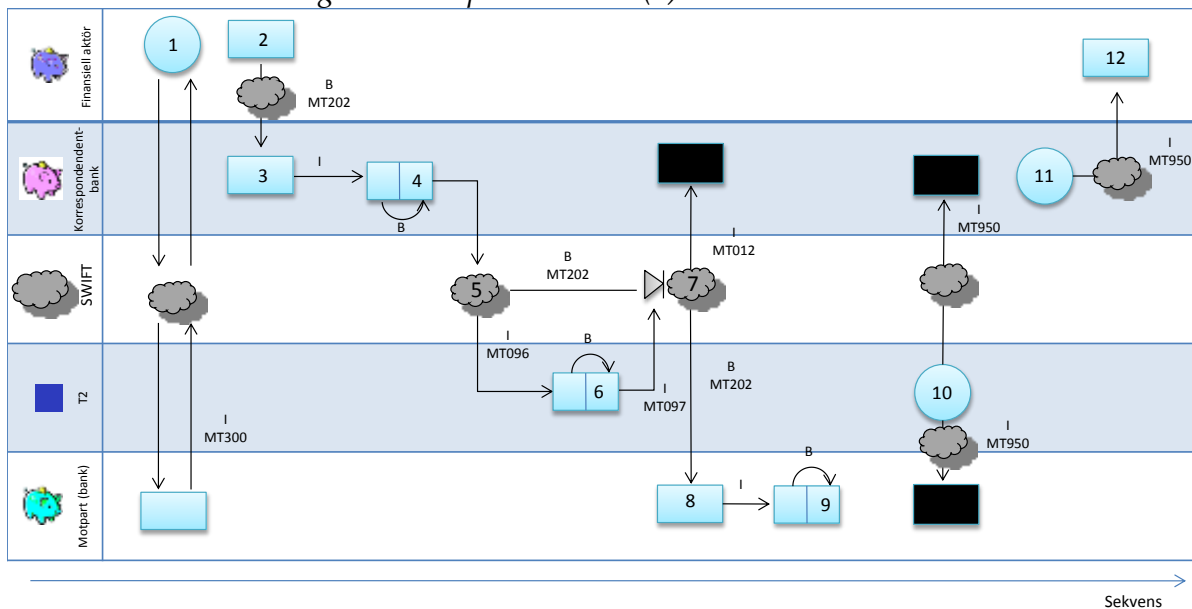 Finansiell aktör
1
2
B
MT202
12
Korrespondendent-
bank
3
I
4
B
I
MT012
I
MT950
11
I
MT950
SWIFT
5
B
MT202
7
T2
I
MT096
B
6
I
MT097
B
MT202
10
I
MT950
I
MT300
Motpart (bank)
8
I
B
9
Sekvens